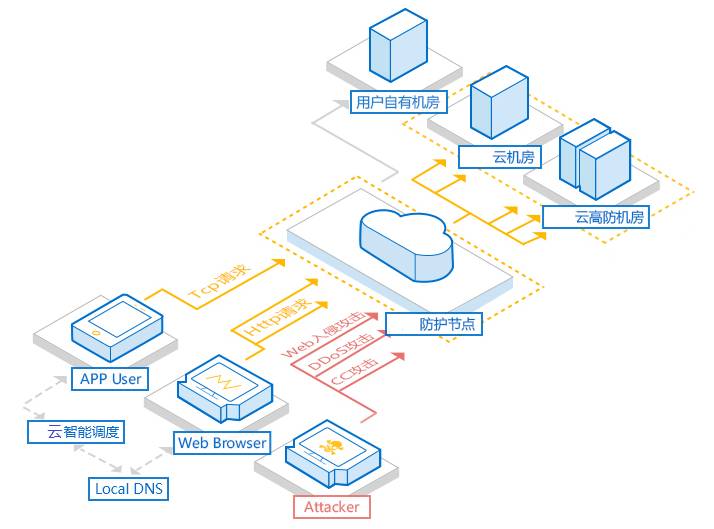 用户自有机房
云机房
云高防机房
防护节点
Tcp请求
Http请求
Web入侵攻击
DDoS攻击
CC攻击
APP User
云智能调度
Web Browser
Local DNS
Attacker